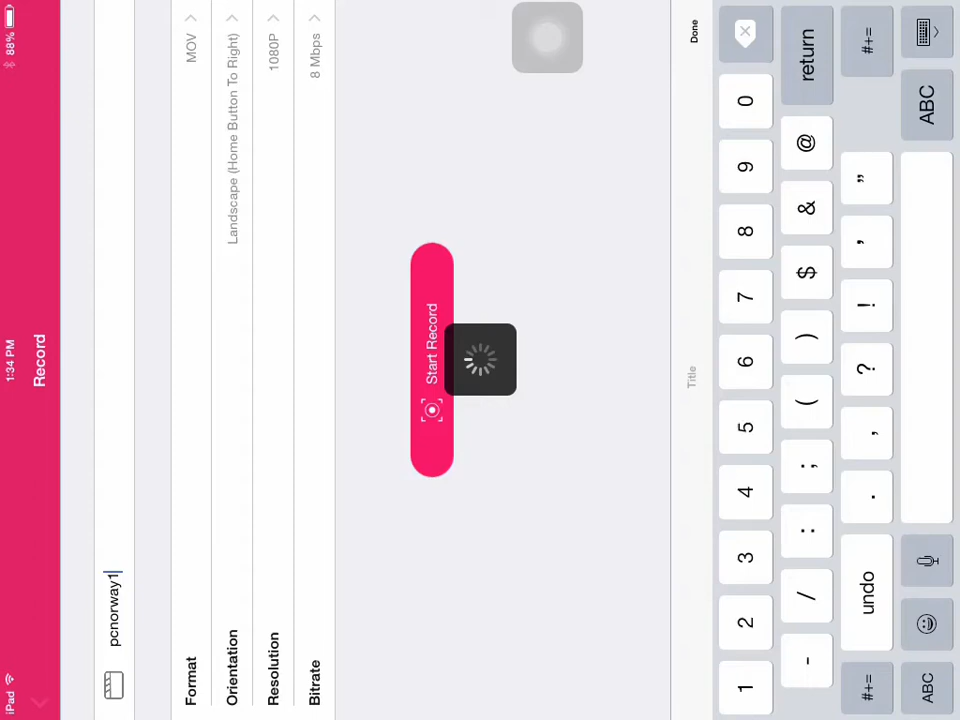 iPad 1:34 PM 88%
Record
pcnorway1
Format MOV
Orientation Landscape (Home Button To Right)
Resolution 1080P
Bitrate 8 Mbps
Start Record
Title Done
1 2 3 4 5 6 7 8 9 0
- / : ; ( ) $ & @ return
#+= undo . , ? ! ' " #+=
ABC ABC